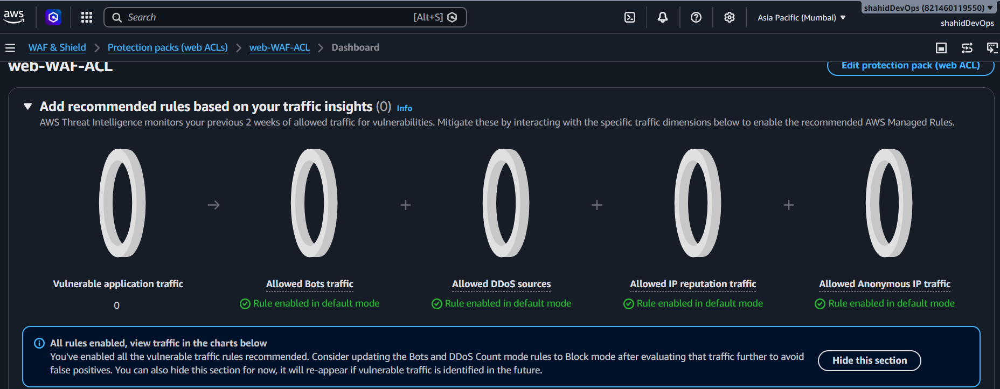 aws
Search [Alt+S]
Asia Pacific (Mumbai) ▼
shahidDevOps (821460119550) ▼
shahidDevOps
WAF & Shield > Protection packs (web ACLs) > web-WAF-ACL > Dashboard
web-WAF-ACL
Edit protection pack (web ACL)
▼ Add recommended rules based on your traffic insights (0) Info
AWS Threat Intelligence monitors your previous 2 weeks of allowed traffic for vulnerabilities. Mitigate these by interacting with the specific traffic dimensions below to enable the recommended AWS Managed Rules.
→ + + +
Vulnerable application traffic Allowed Bots traffic Allowed DDoS sources Allowed IP reputation traffic Allowed Anonymous IP traffic
0 Rule enabled in default mode Rule enabled in default mode Rule enabled in default mode Rule enabled in default mode
All rules enabled, view traffic in the charts below
You've enabled all the vulnerable traffic rules recommended. Consider updating the Bots and DDoS Count mode rules to Block mode after evaluating that traffic further to avoid
false positives. You can also hide this section for now, it will re-appear if vulnerable traffic is identified in the future.
Hide this section